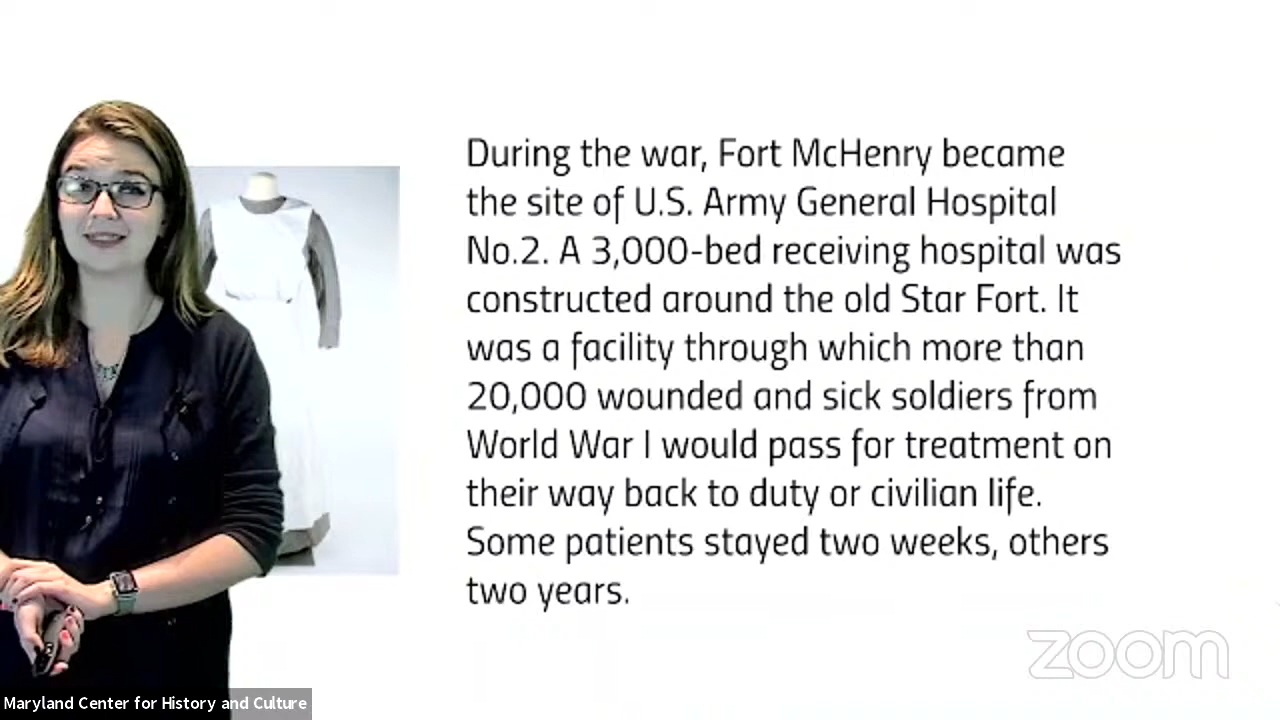 During the war, Fort McHenry became
the site of U.S. Army General Hospital
No.2. A 3,000-bed receiving hospital was
constructed around the old Star Fort. It
was a facility through which more than
20,000 wounded and sick soldiers from
World War I would pass for treatment on
their way back to duty or civilian life.
Some patients stayed two weeks, others
two years.
zoom
Maryland Center for History and Culture